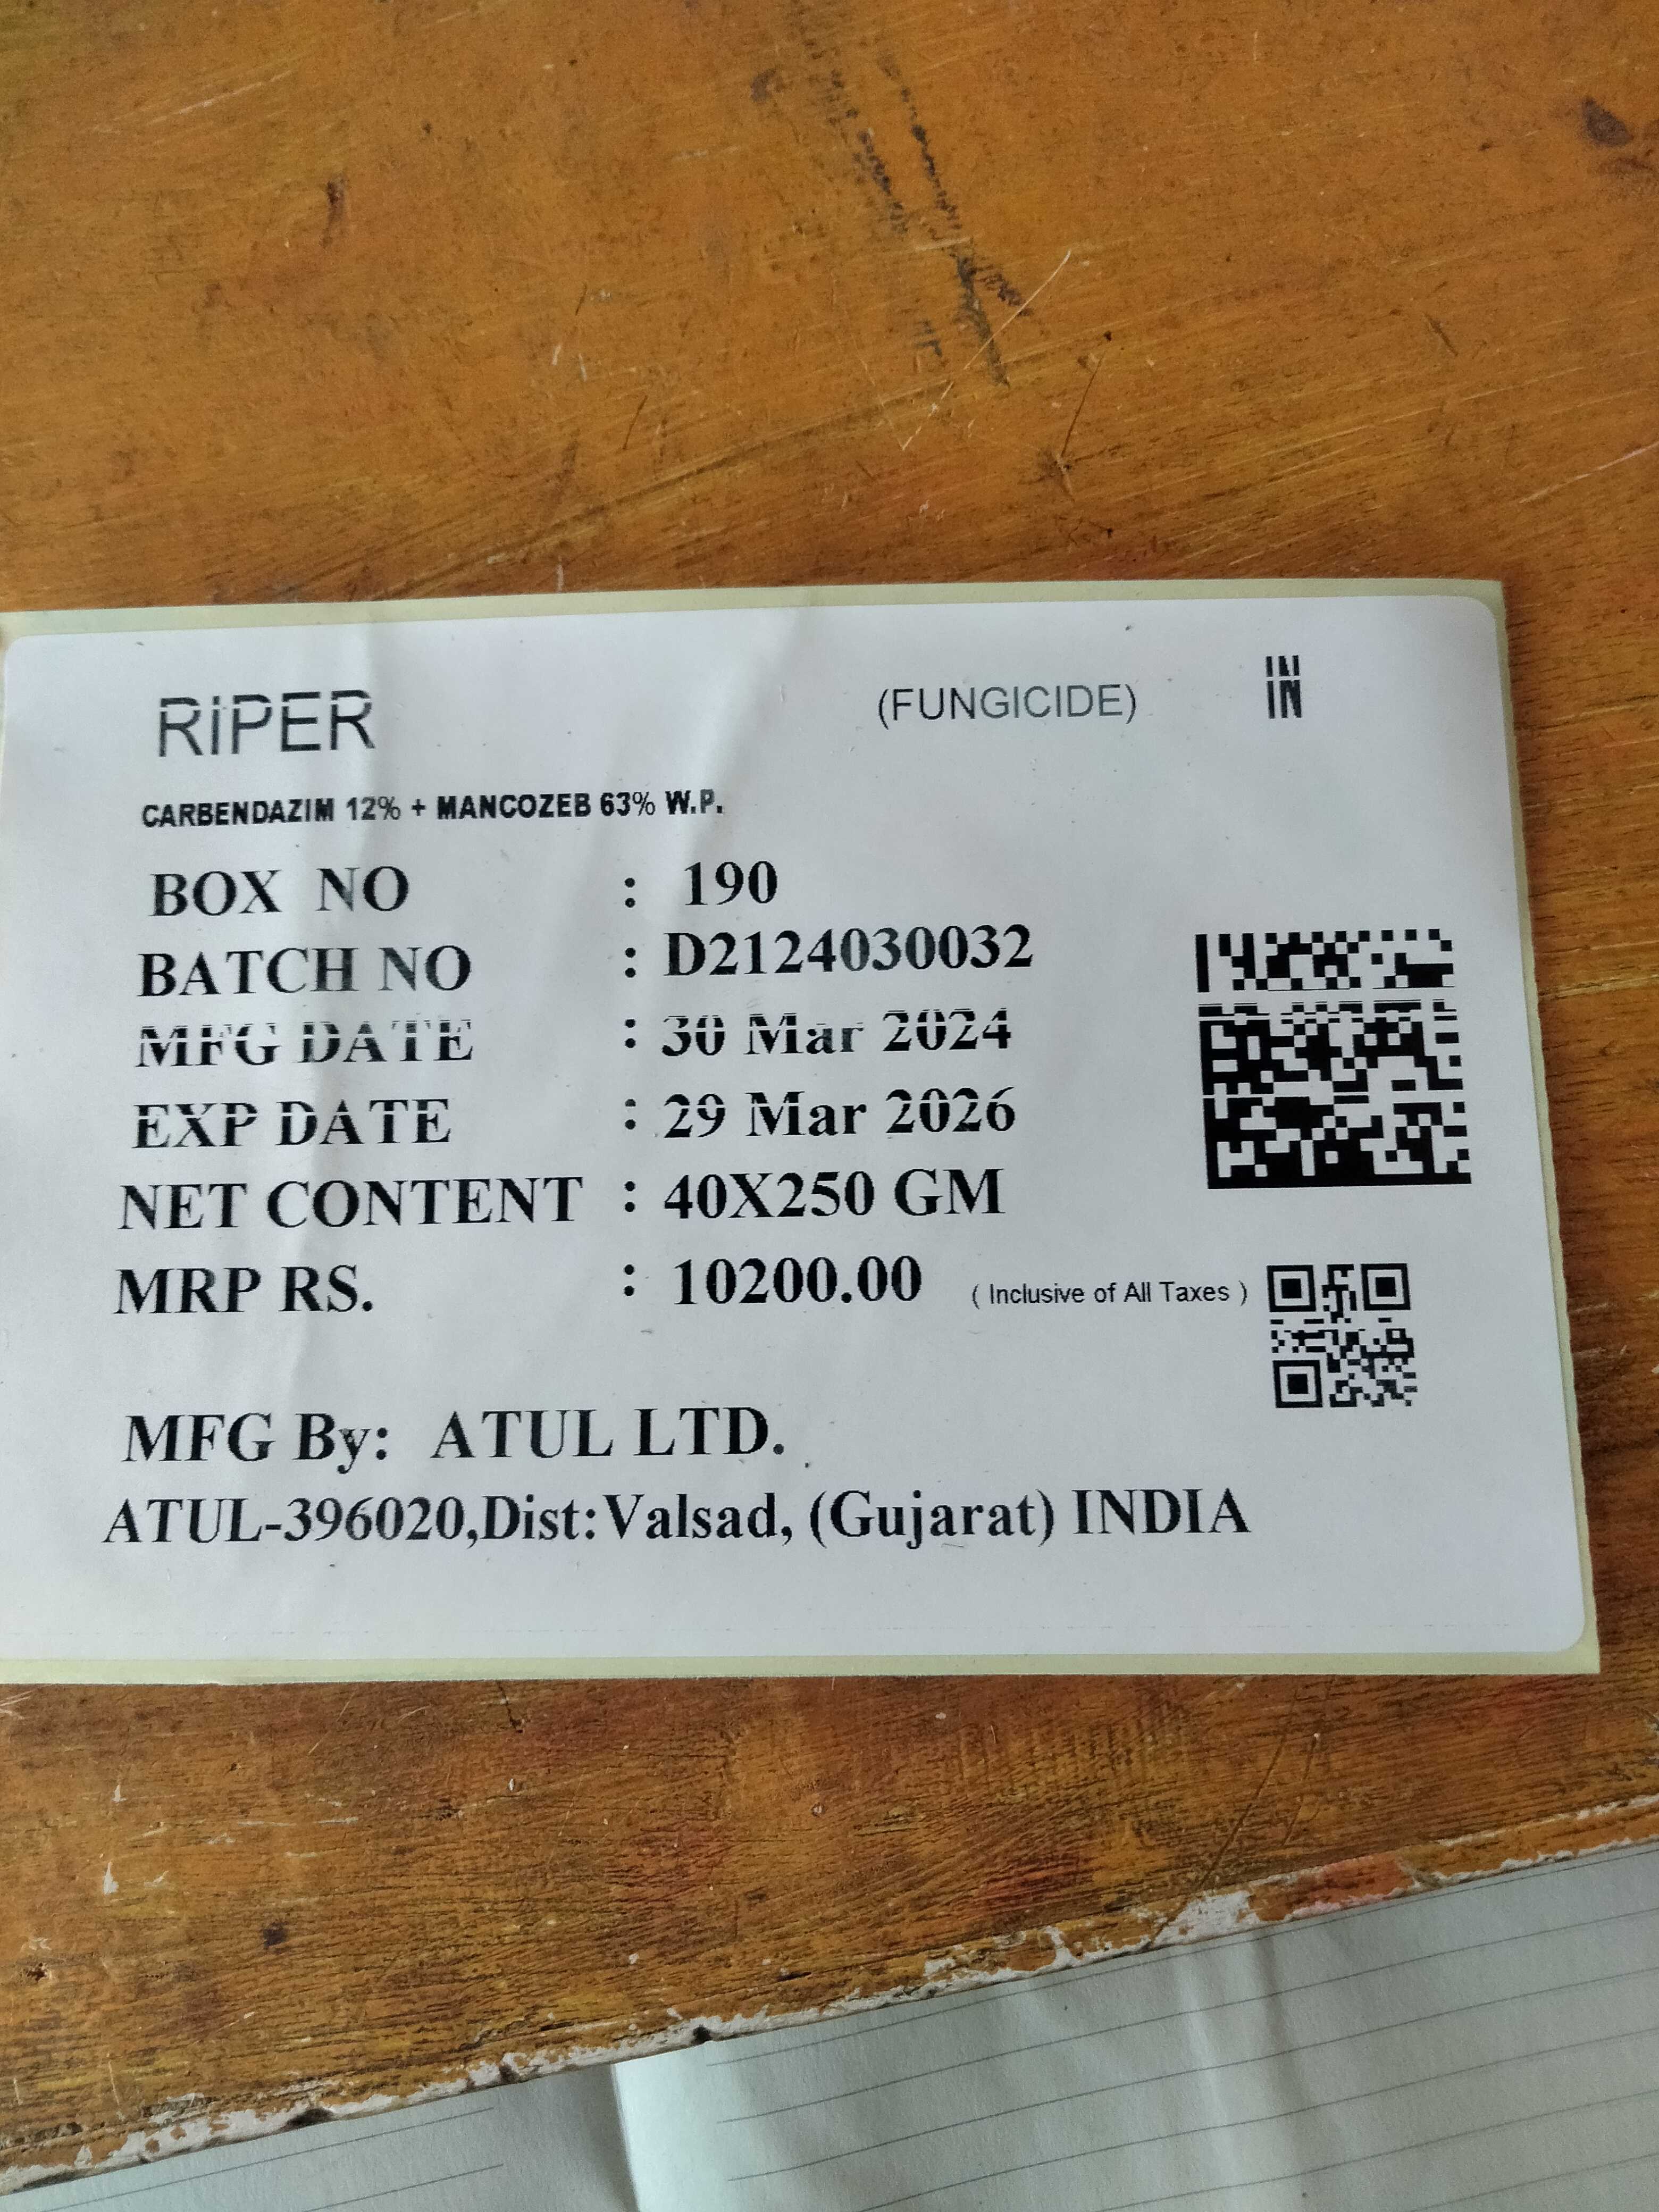 RiPER (FUNGICIDE) IN
CARBENDAZIM 12% + MANCOZEB 63% W.P.
BOX NO : 190
BATCH NO : D2124030032
MFG DATE : 30 Mar 2024
EXP DATE : 29 Mar 2026
NET CONTENT : 40X250 GM
MRP RS. : 10200.00 ( Inclusive of All Taxes )
MFG By: ATUL LTD.
ATUL-396020,Dist:Valsad, (Gujarat) INDIA